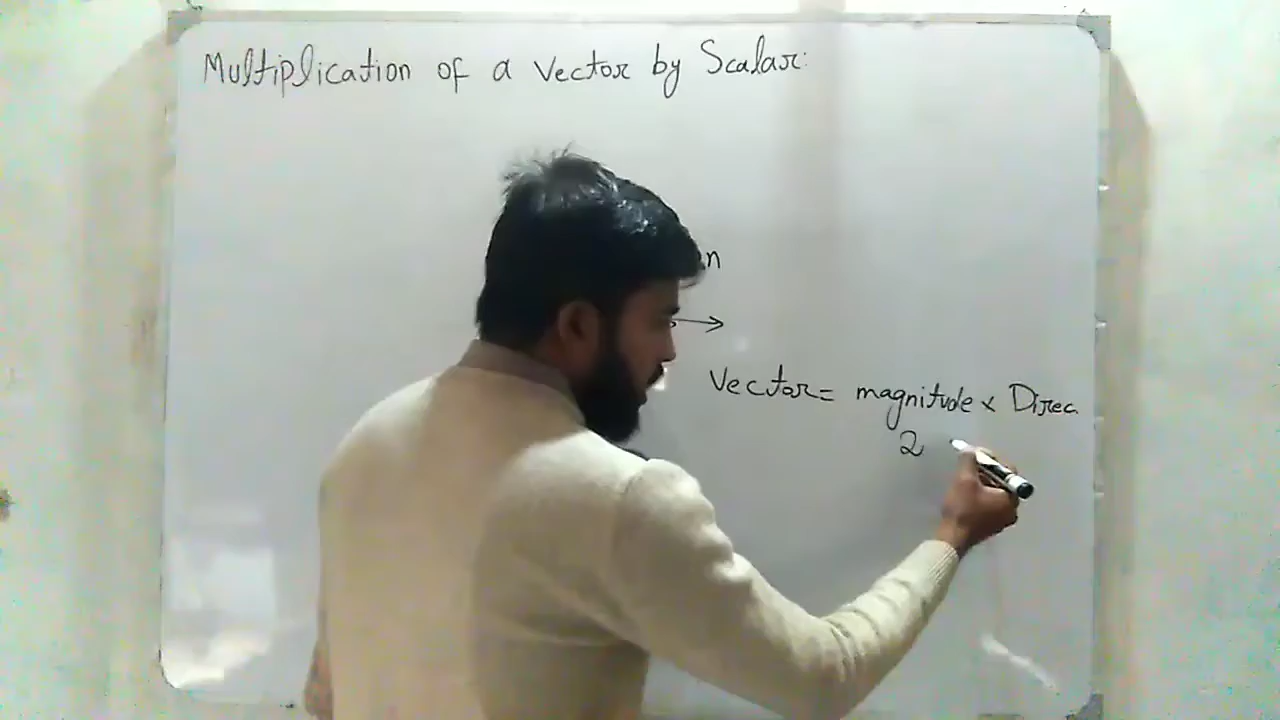 Multiplication of a Vector by Scalar:
n
Vector = magnitude × Direc
2